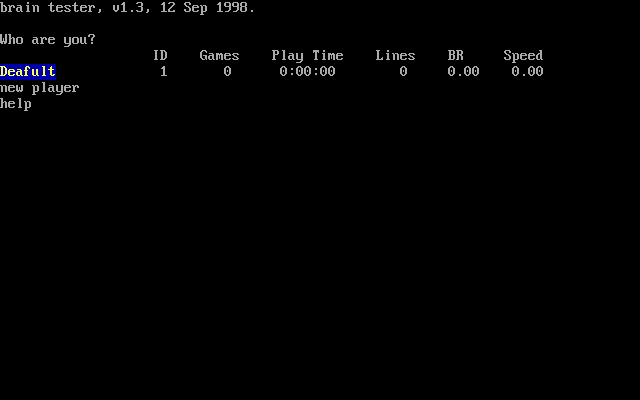 brain tester, v1.3, 12 Sep 1998.
Who are you?
ID Games Play Time Lines BR Speed
Deafult 1 0 0:00:00 0 0.00 0.00
new player
help